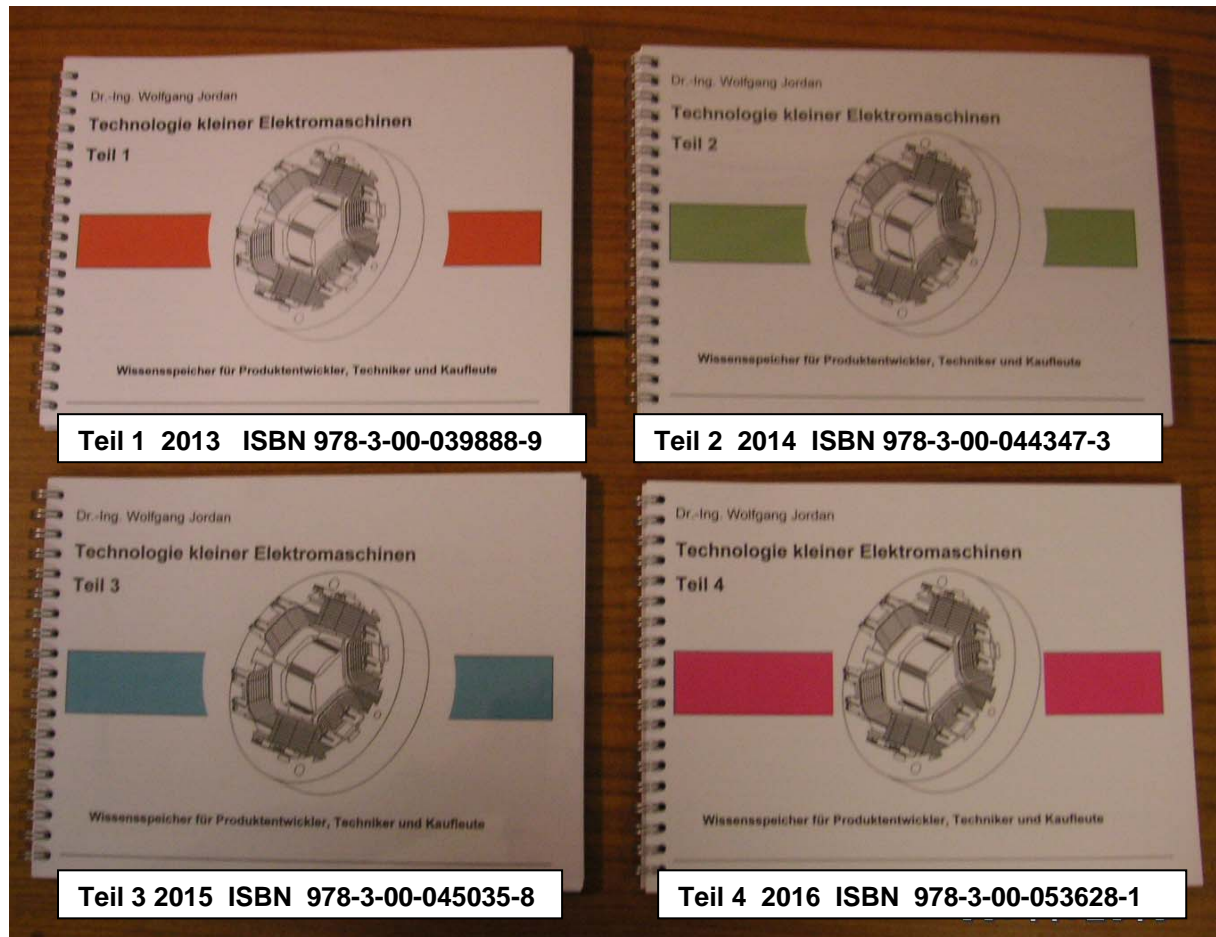 Dr.-Ing. Wolfgang Jordan
Technologie kleiner Elektromaschinen
Teil 1
Wissensspeicher für Produktentwickler, Techniker und Kaufleute
Teil 1 2013 ISBN 978-3-00-039888-9
Dr.-Ing. Wolfgang Jordan
Technologie kleiner Elektromaschinen
Teil 2
Wissensspeicher für Produktentwickler, Techniker und Kaufleute
Teil 2 2014 ISBN 978-3-00-044347-3
Dr.-Ing. Wolfgang Jordan
Technologie kleiner Elektromaschinen
Teil 3
Wissensspeicher für Produktentwickler, Techniker und Kaufleute
Teil 3 2015 ISBN 978-3-00-045035-8
Dr.-Ing. Wolfgang Jordan
Technologie kleiner Elektromaschinen
Teil 4
Wissensspeicher für Produktentwickler, Techniker und Kaufleute
Teil 4 2016 ISBN 978-3-00-053628-1